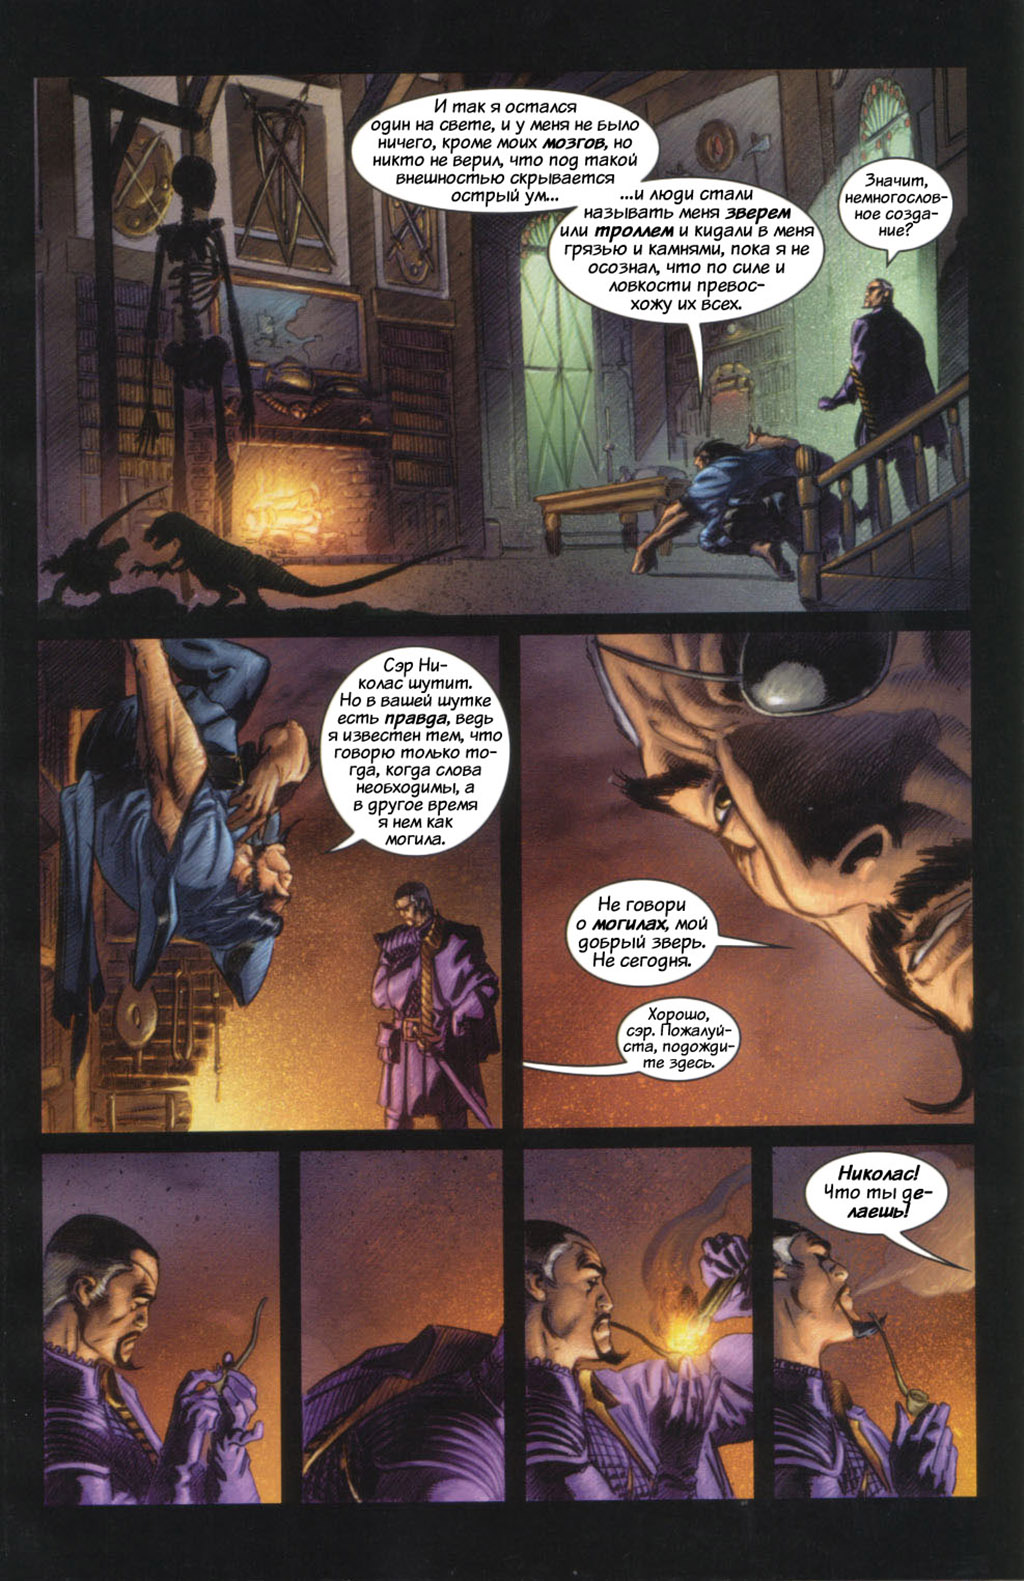 И так я остался
один на свете, и у меня не было
ничего, кроме моих мозгов, но
никто не верил, что под такой
внешностью скрывается
острый ум...
...и люди стали
называть меня зверем
или троллем и кидали в меня
грязью и камнями, пока я не
осознал, что по силе и
ловкости превос-
хожу их всех.
Значит,
немногослов-
ное созда-
ние?
Сэр Ни-
колас шутит.
Но в вашей шутке
есть правда, ведь
я известен тем, что
говорю только то-
гда, когда слова
необходимы, а
в другое время
я нем как
могила.
Не говори
о могилах, мой
добрый зверь.
Не сегодня.
Хорошо,
сэр. Пожалуй-
ста, подожди-
те здесь.
Николас!
Что ты де-
лаешь!